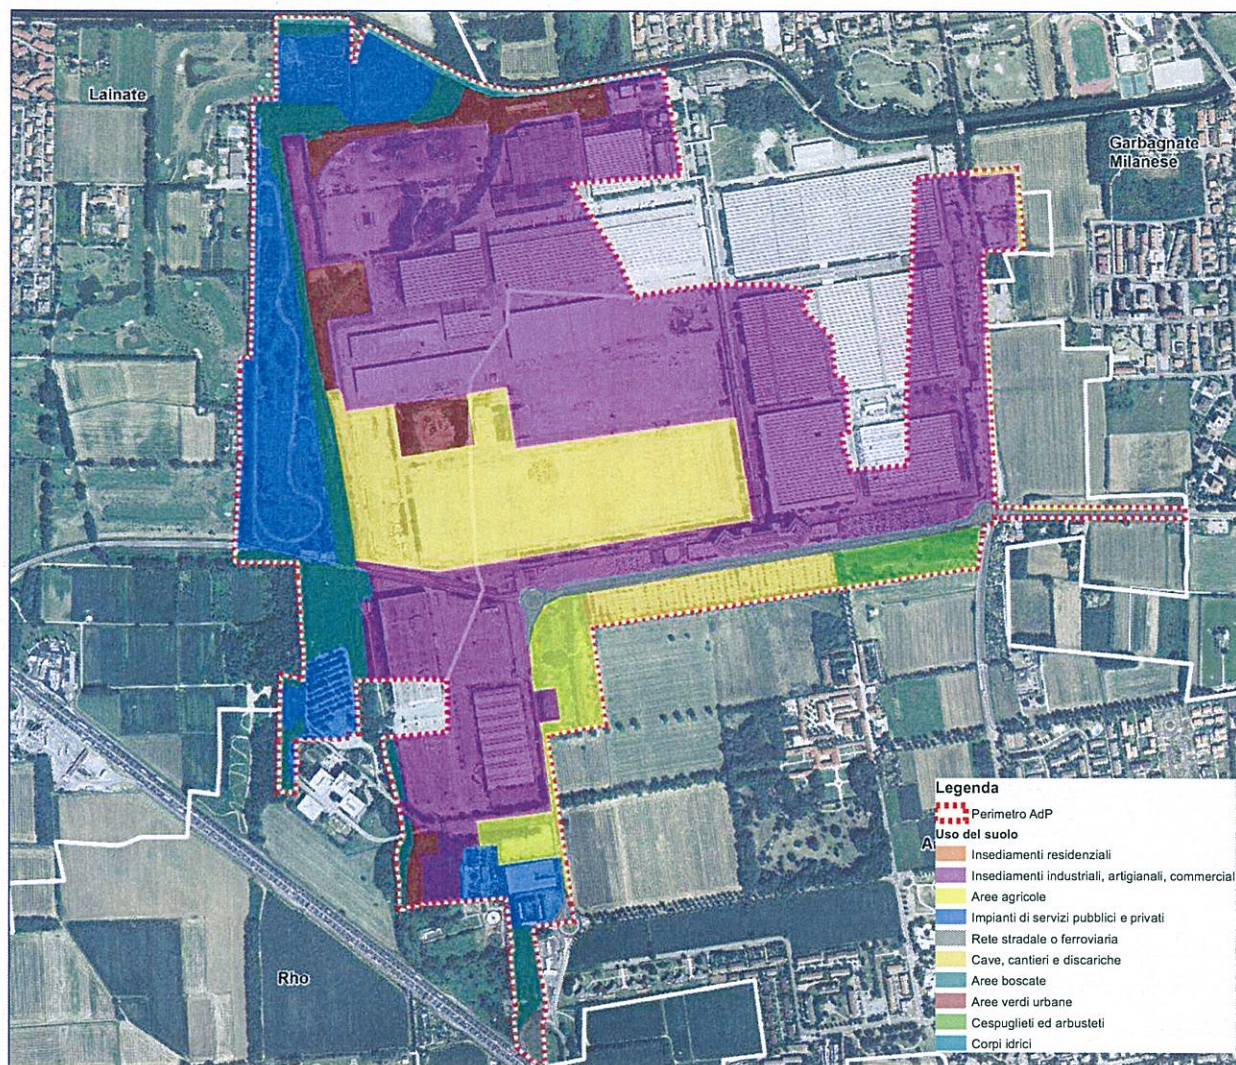 Lainate
Garbagnate
Milanese
Rho
Legenda
Perimetro AdP
Uso del suolo
Insediamenti residenziali
Insediamenti industriali, artigianali, commercial
Aree agricole
Impianti di servizi pubblici e privati
Rete stradale o ferroviaria
Cave, cantieri e discariche
Aree boscate
Aree verdi urbane
Cespuglieti ed arbusteti
Corpi idrici